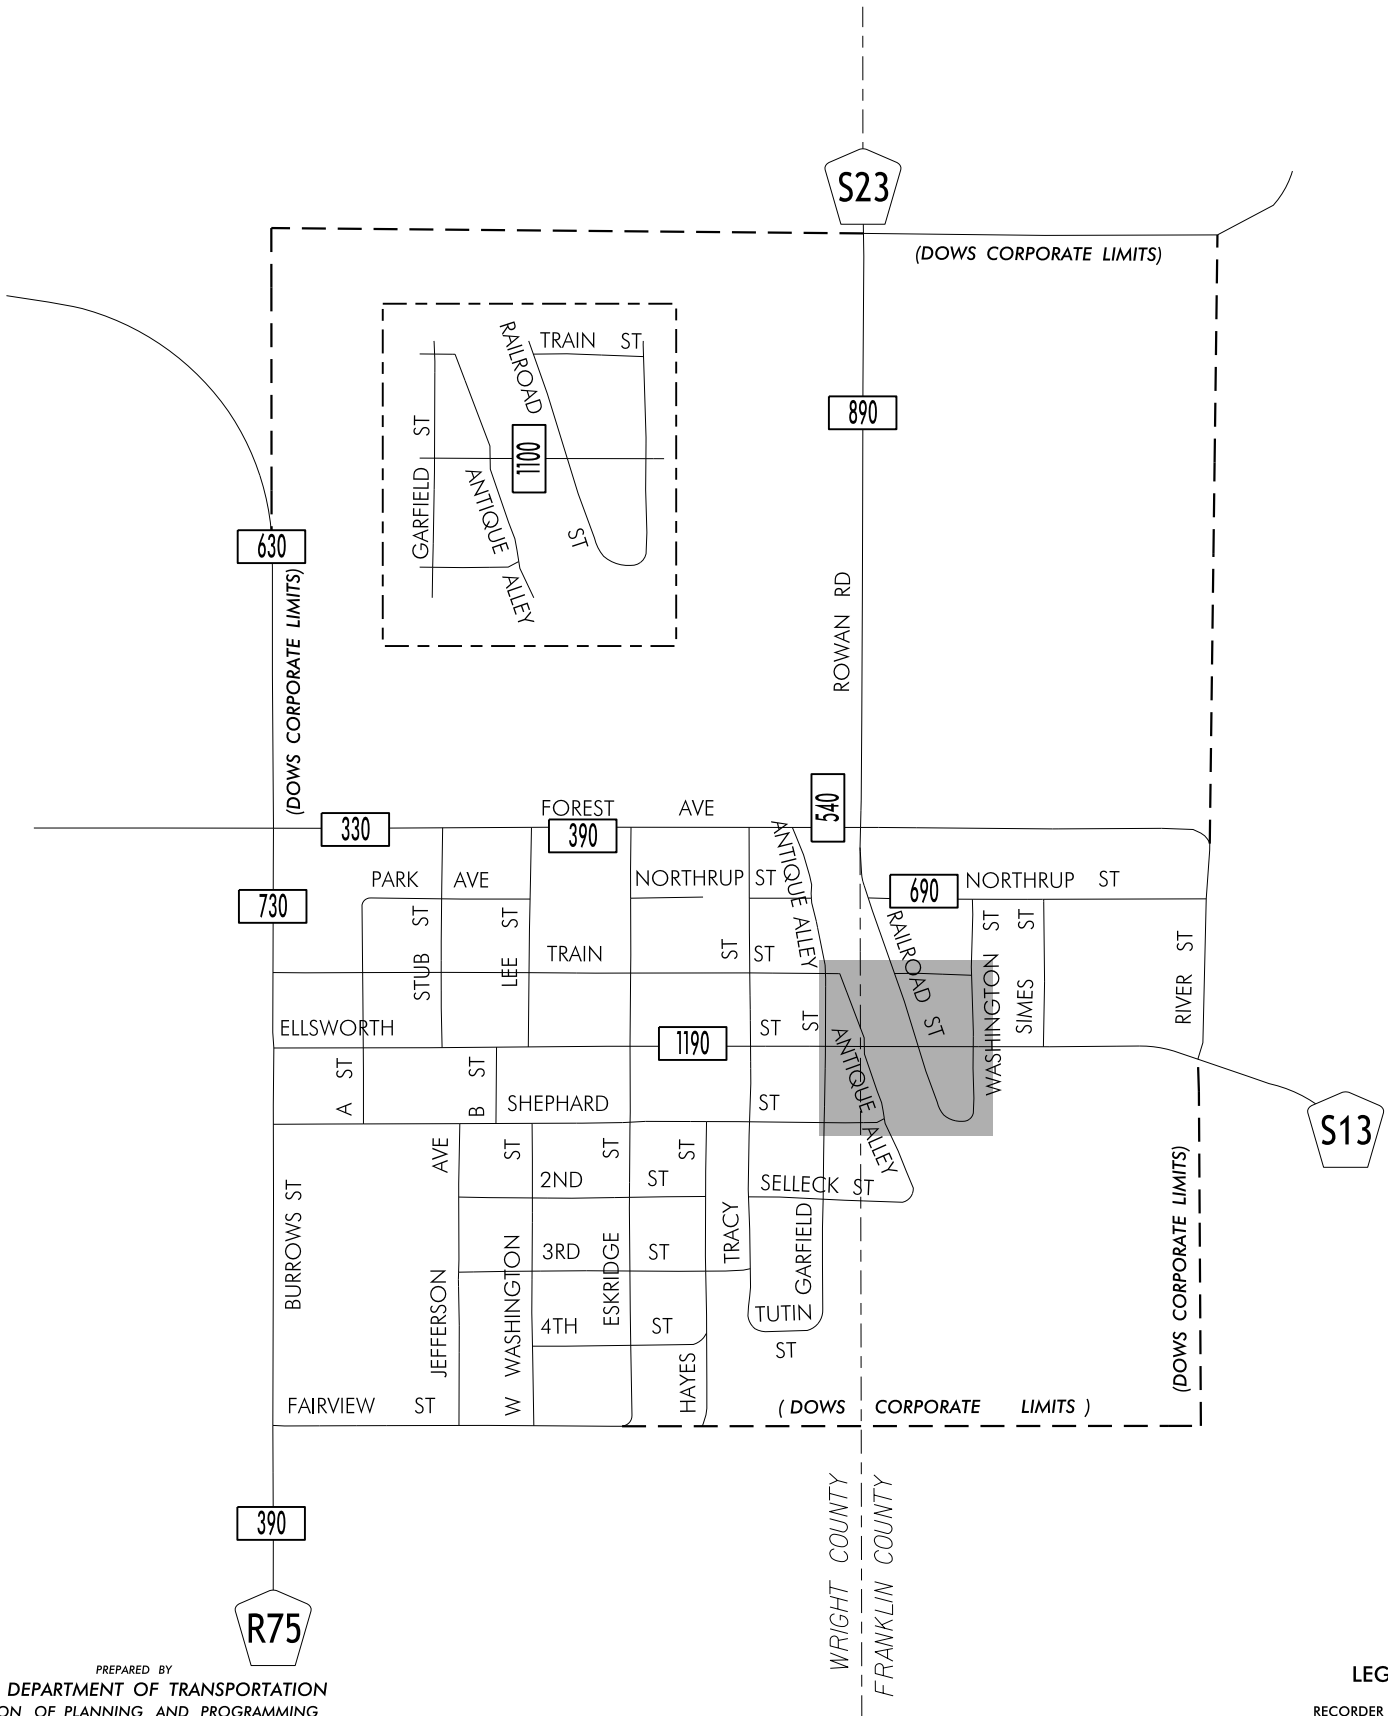 S23
(DOWS CORPORATE LIMITS)
RAILROAD ST
TRAIN ST
890
GARFIELD ST
1100
ANTIQUE ALLEY
630
(DOWS CORPORATE LIMITS)
ROWAN RD
540
FOREST AVE
330
390
ANTIQUE ALLEY
PARK AVE
NORTHRUP ST
690
NORTHRUP ST
730
STUB ST
LEE ST
TRAIN ST
RAILROAD ST
WASHINGTON ST
SIMES ST
RIVER ST
ELLSWORTH ST
1190
ANTIQUE ALLEY
A ST
B ST
SHEPHARD ST
S13
BURROWS ST
JEFFERSON AVE
W WASHINGTON ST
ESKRIDGE ST
HAYES ST
TRACY ST
GARFIELD ST
2ND ST
SELLECK ST
3RD ST
4TH ST
TUTIN
ST
(DOWS CORPORATE LIMITS)
FAIRVIEW ST
( DOWS CORPORATE LIMITS )
WRIGHT COUNTY
FRANKLIN COUNTY
390
R75
PREPARED BY
DEPARTMENT OF TRANSPORTATION
ION OF PLANNING AND PROGRAMMING
LEG
RECORDER